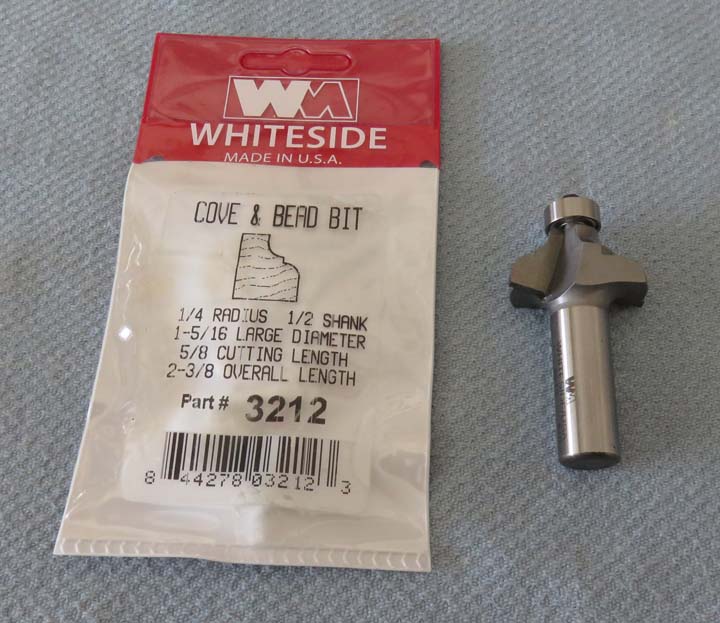 WM
WHITESIDE
MADE IN U.S.A.
COVE & BEAD BIT
1/4 RADIUS 1/2 SHANK
1-5/16 LARGE DIAMETER
5/8 CUTTING LENGTH
2-3/8 OVERALL LENGTH
Part # 3212
8 44278 03212 3
WM